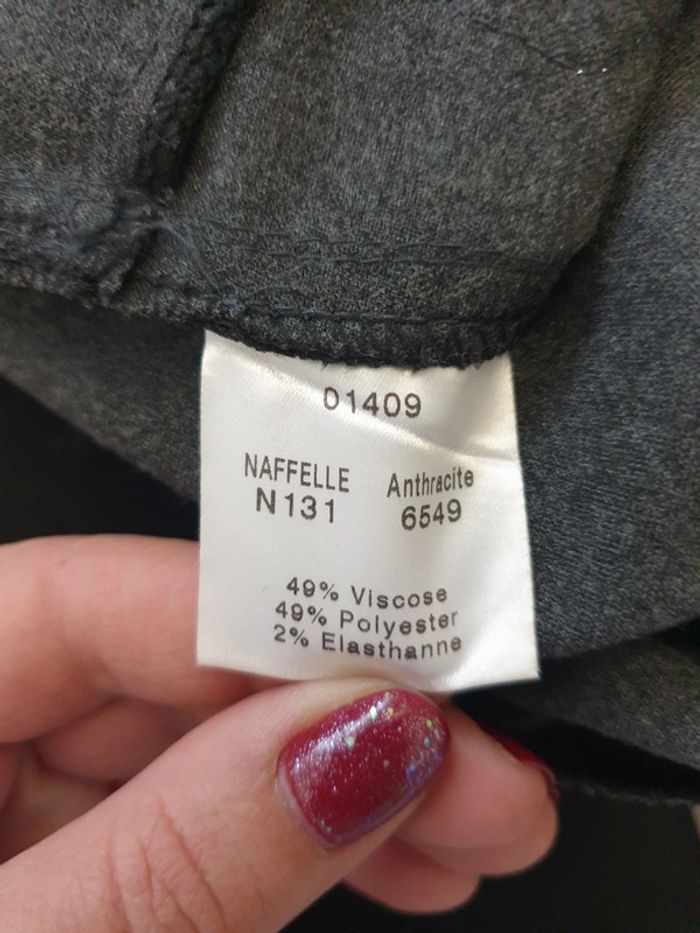 01409
NAFFELLE Anthracite
N131 6549
49% Viscose
49% Polyester
2% Elasthanne